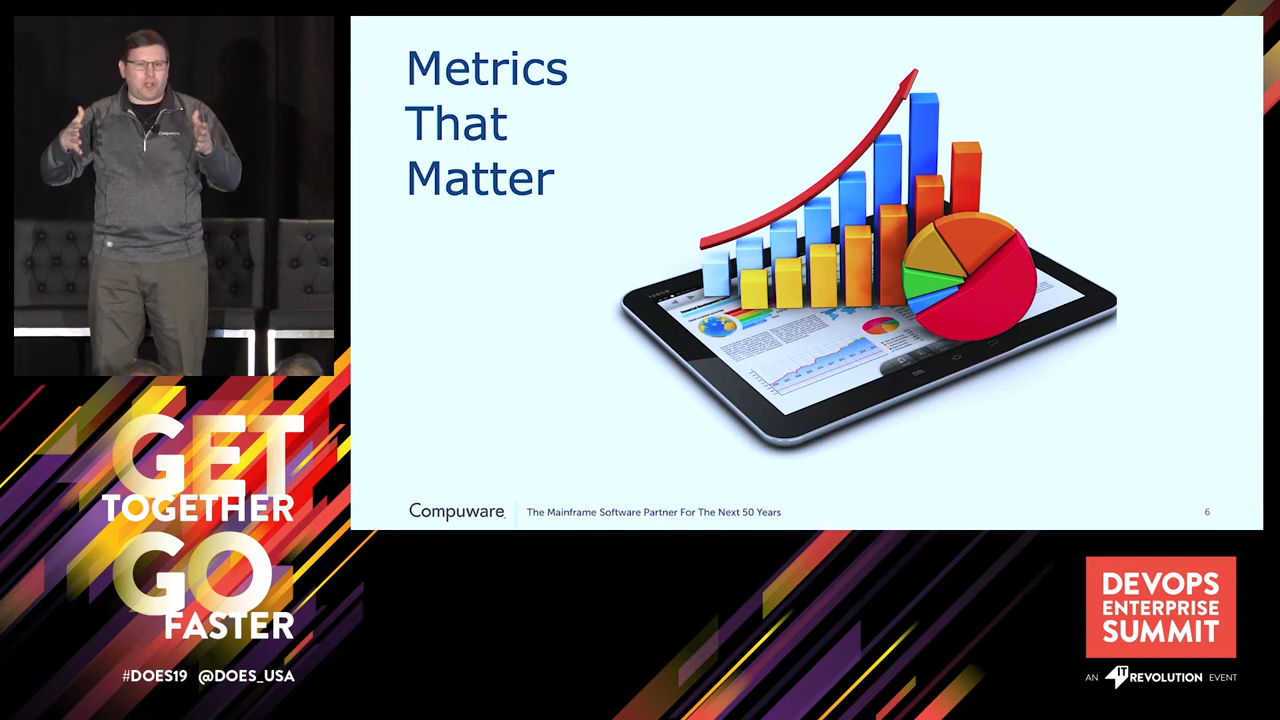 Compuware
Metrics
That
Matter
Compuware
The Mainframe Software Partner For The Next 50 Years
6
GET
TOGETHER
GO
FASTER
#DOES19 @DOES_USA
DEVOPS
ENTERPRISE
SUMMIT
AN IT REVOLUTION EVENT